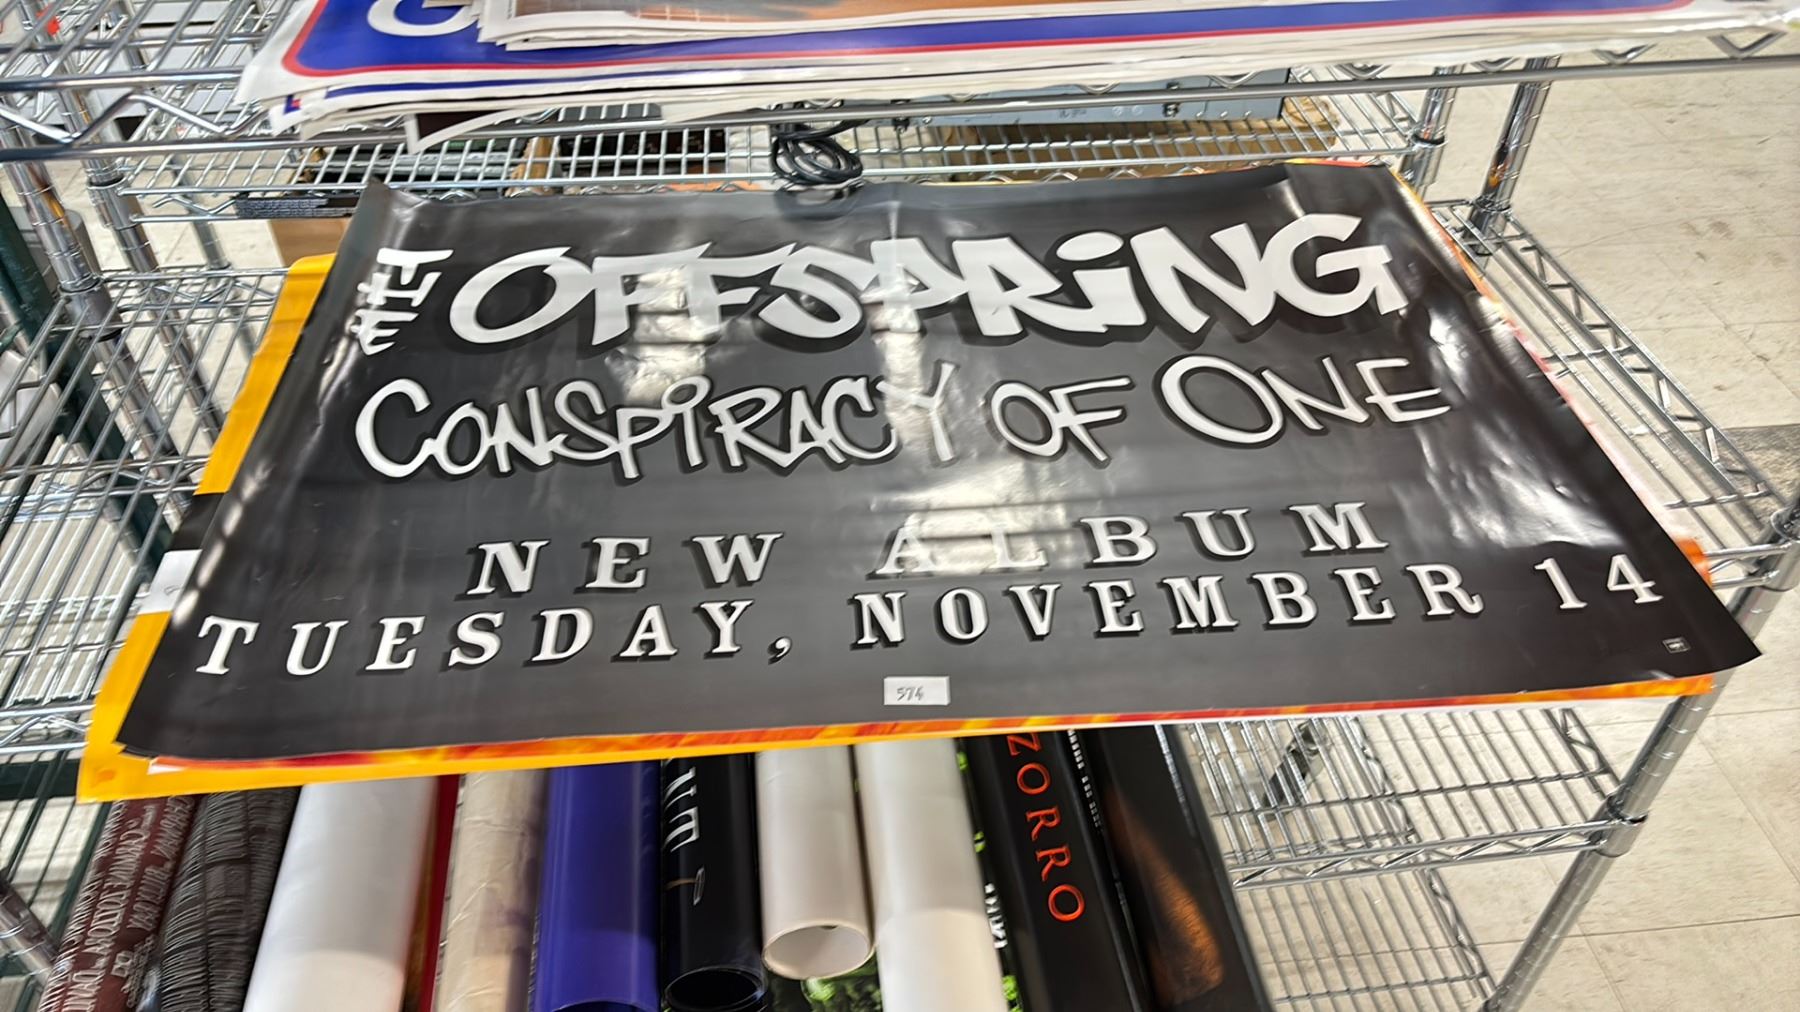 THE OFFSPRING
CONSPIRACY OF ONE
NEW ALBUM
TUESDAY, NOVEMBER 14
574
ZORRO